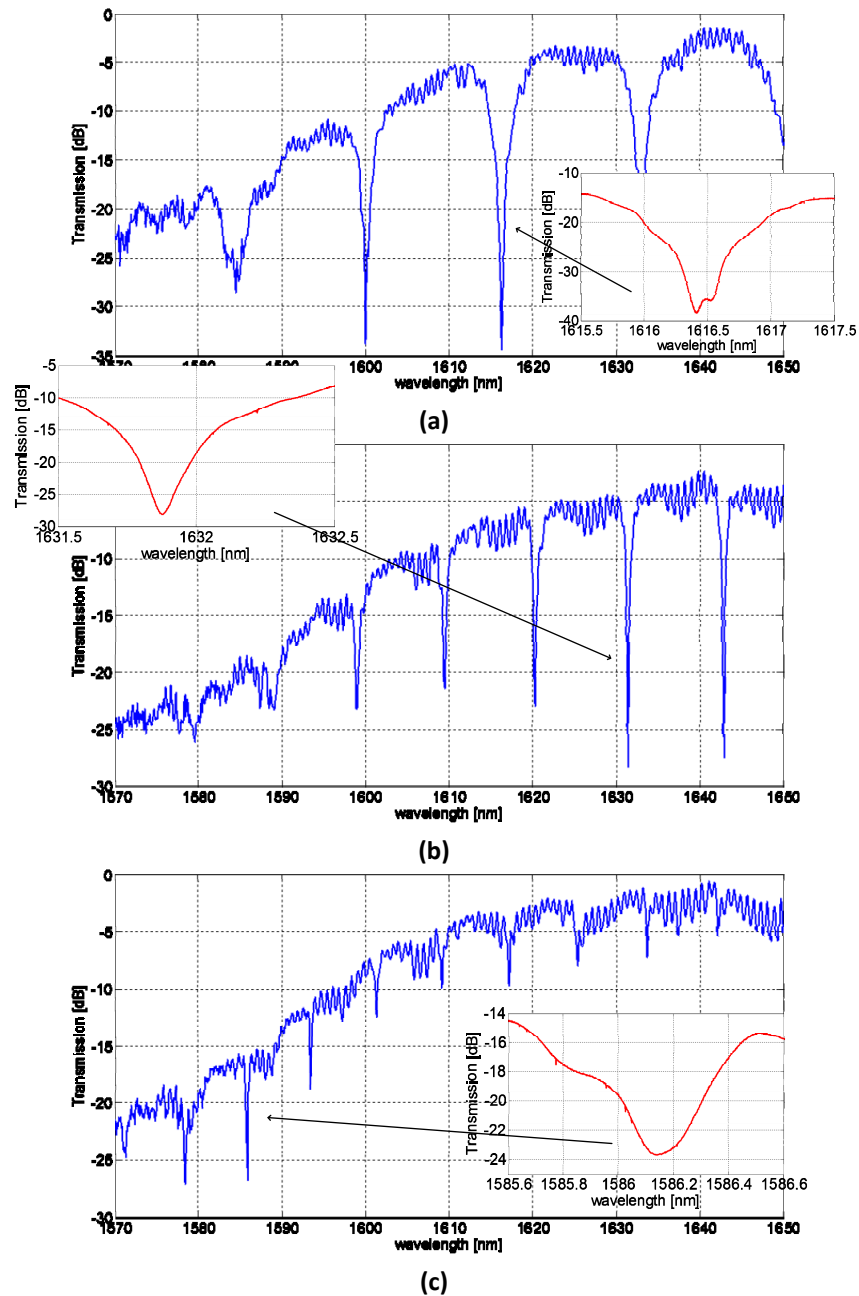 0
-5
-10
-15
-20
-25
-30
-35
Transmission [dB]
1570 1580 1590 1600 1610 1620 1630 1640 1650
wavelength [nm]
-10
-20
-30
-40
Transmission [dB]
1615.5 1616 1616.5 1617 1617.5
wavelength [nm]
(a)
-5
-10
-15
-20
-25
-30
Transmission [dB]
1631.5 1632 1632.5
wavelength [nm]
-10
-15
-20
-25
-30
Transmission [dB]
1570 1580 1590 1600 1610 1620 1630 1640 1650
wavelength [nm]
(b)
0
-5
-10
-15
-20
-25
-30
Transmission [dB]
1570 1580 1590 1600 1610 1620 1630 1640 1650
wavelength [nm]
-14
-16
-18
-20
-22
-24
Transmission [dB]
1585.6 1585.8 1586 1586.2 1586.4 1586.6
wavelength [nm]
(c)